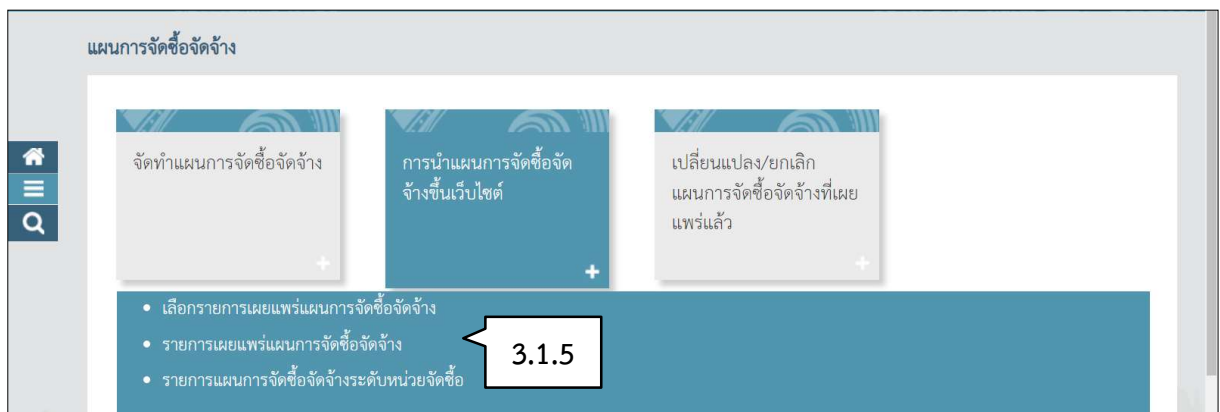 แผนการจัดซื้อจัดจ้าง
จัดทำแผนการจัดซื้อจัดจ้าง
การนำแผนการจัดซื้อจัด
จ้างขึ้นเว็บไซต์
เปลี่ยนแปลง/ยกเลิก
แผนการจัดซื้อจัดจ้างที่เผย
แพร่แล้ว
• เลือกรายการเผยแพร่แผนการจัดซื้อจัดจ้าง
• รายการเผยแพร่แผนการจัดซื้อจัดจ้าง
• รายการแผนการจัดซื้อจัดจ้างระดับหน่วยจัดซื้อ
3.1.5